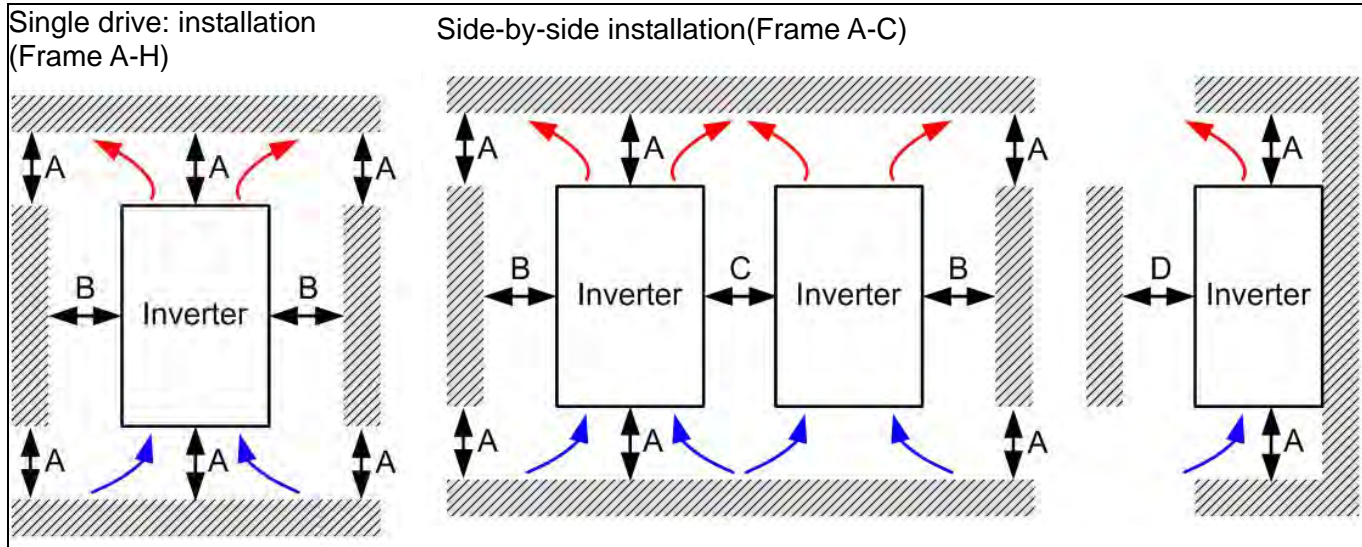 Single drive: installation
(Frame A-H)
Side-by-side installation(Frame A-C)
A A A
B Inverter B
A A A
A A A A
B Inverter C Inverter B D Inverter
A A A A